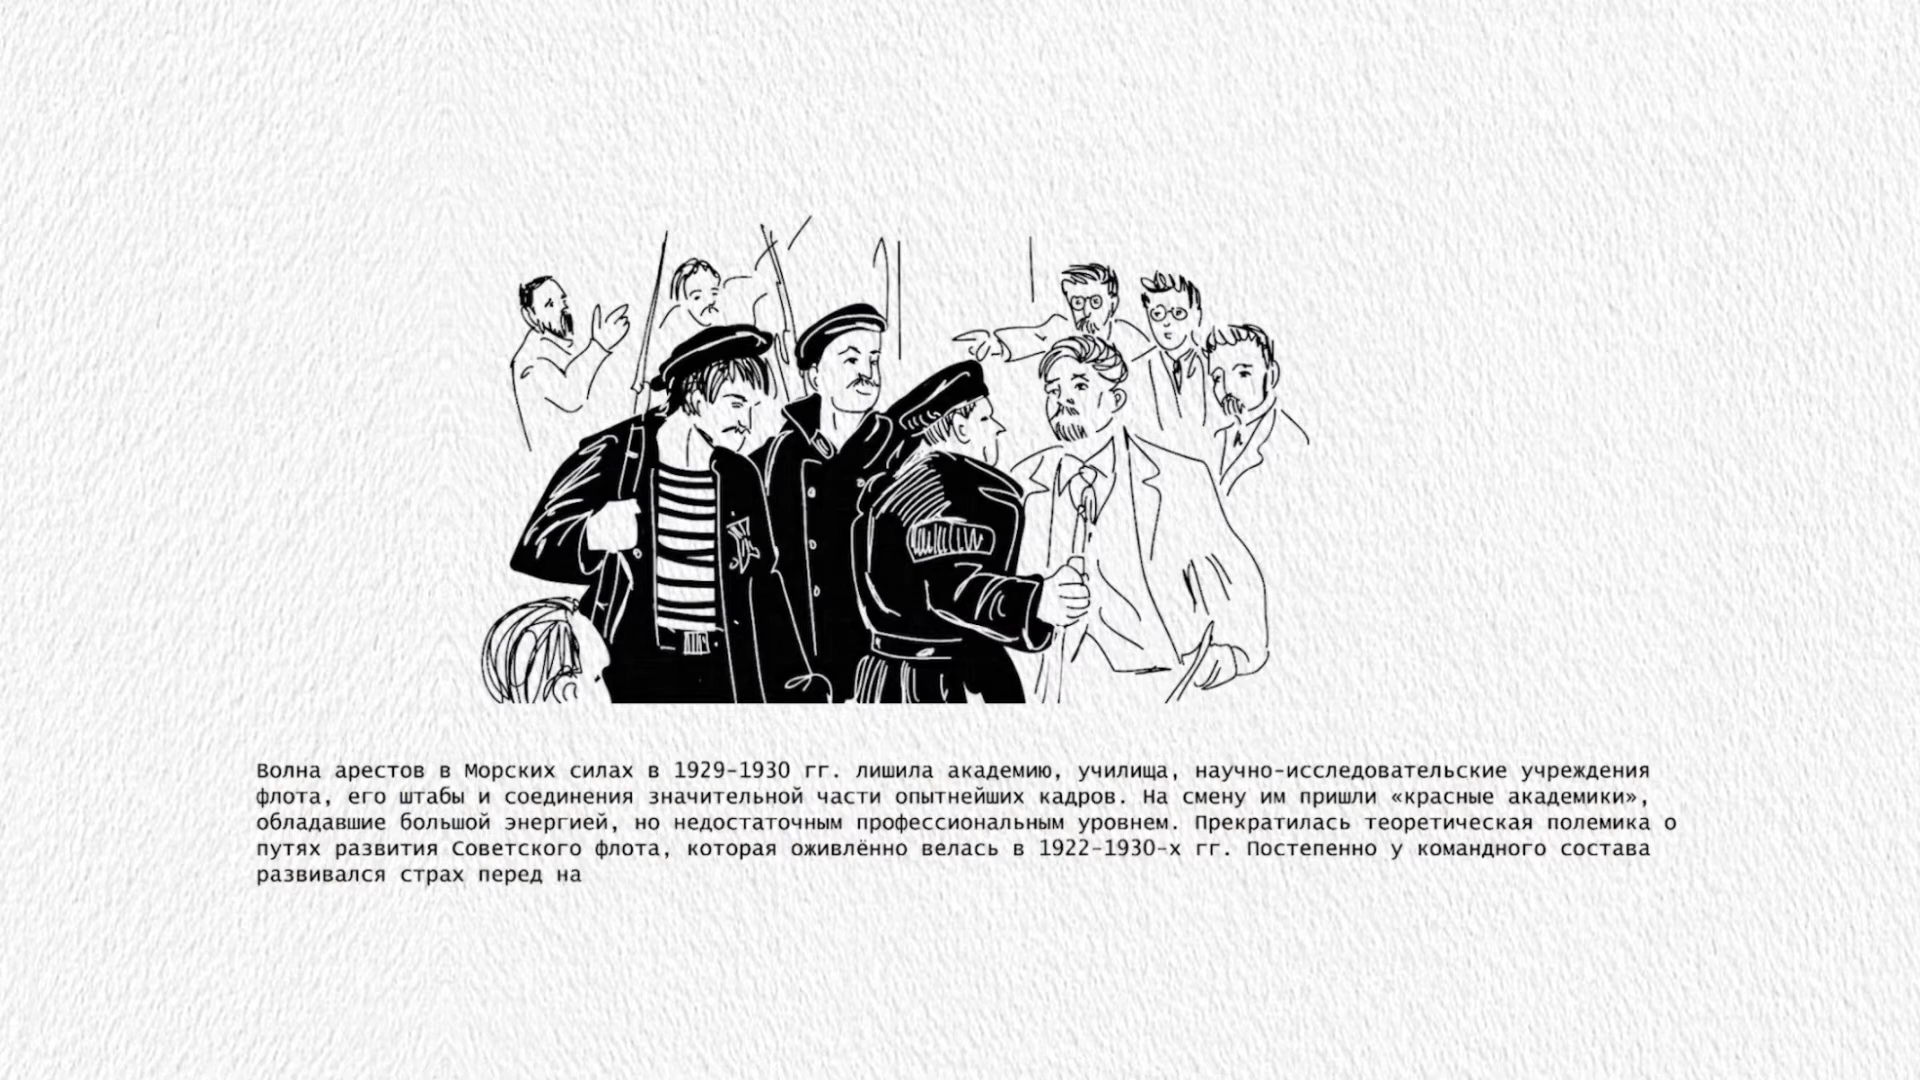 Волна арестов в Морских силах в 1929-1930 гг. лишила академию, училища, научно-исследовательские учреждения
флота, его штабы и соединения значительной части опытнейших кадров. На смену им пришли «красные академики»,
обладавшие большой энергией, но недостаточным профессиональным уровнем. Прекратилась теоретическая полемика о
путях развития Советского флота, которая оживлённо велась в 1922-1930-х гг. Постепенно у командного состава
развивался страх перед на